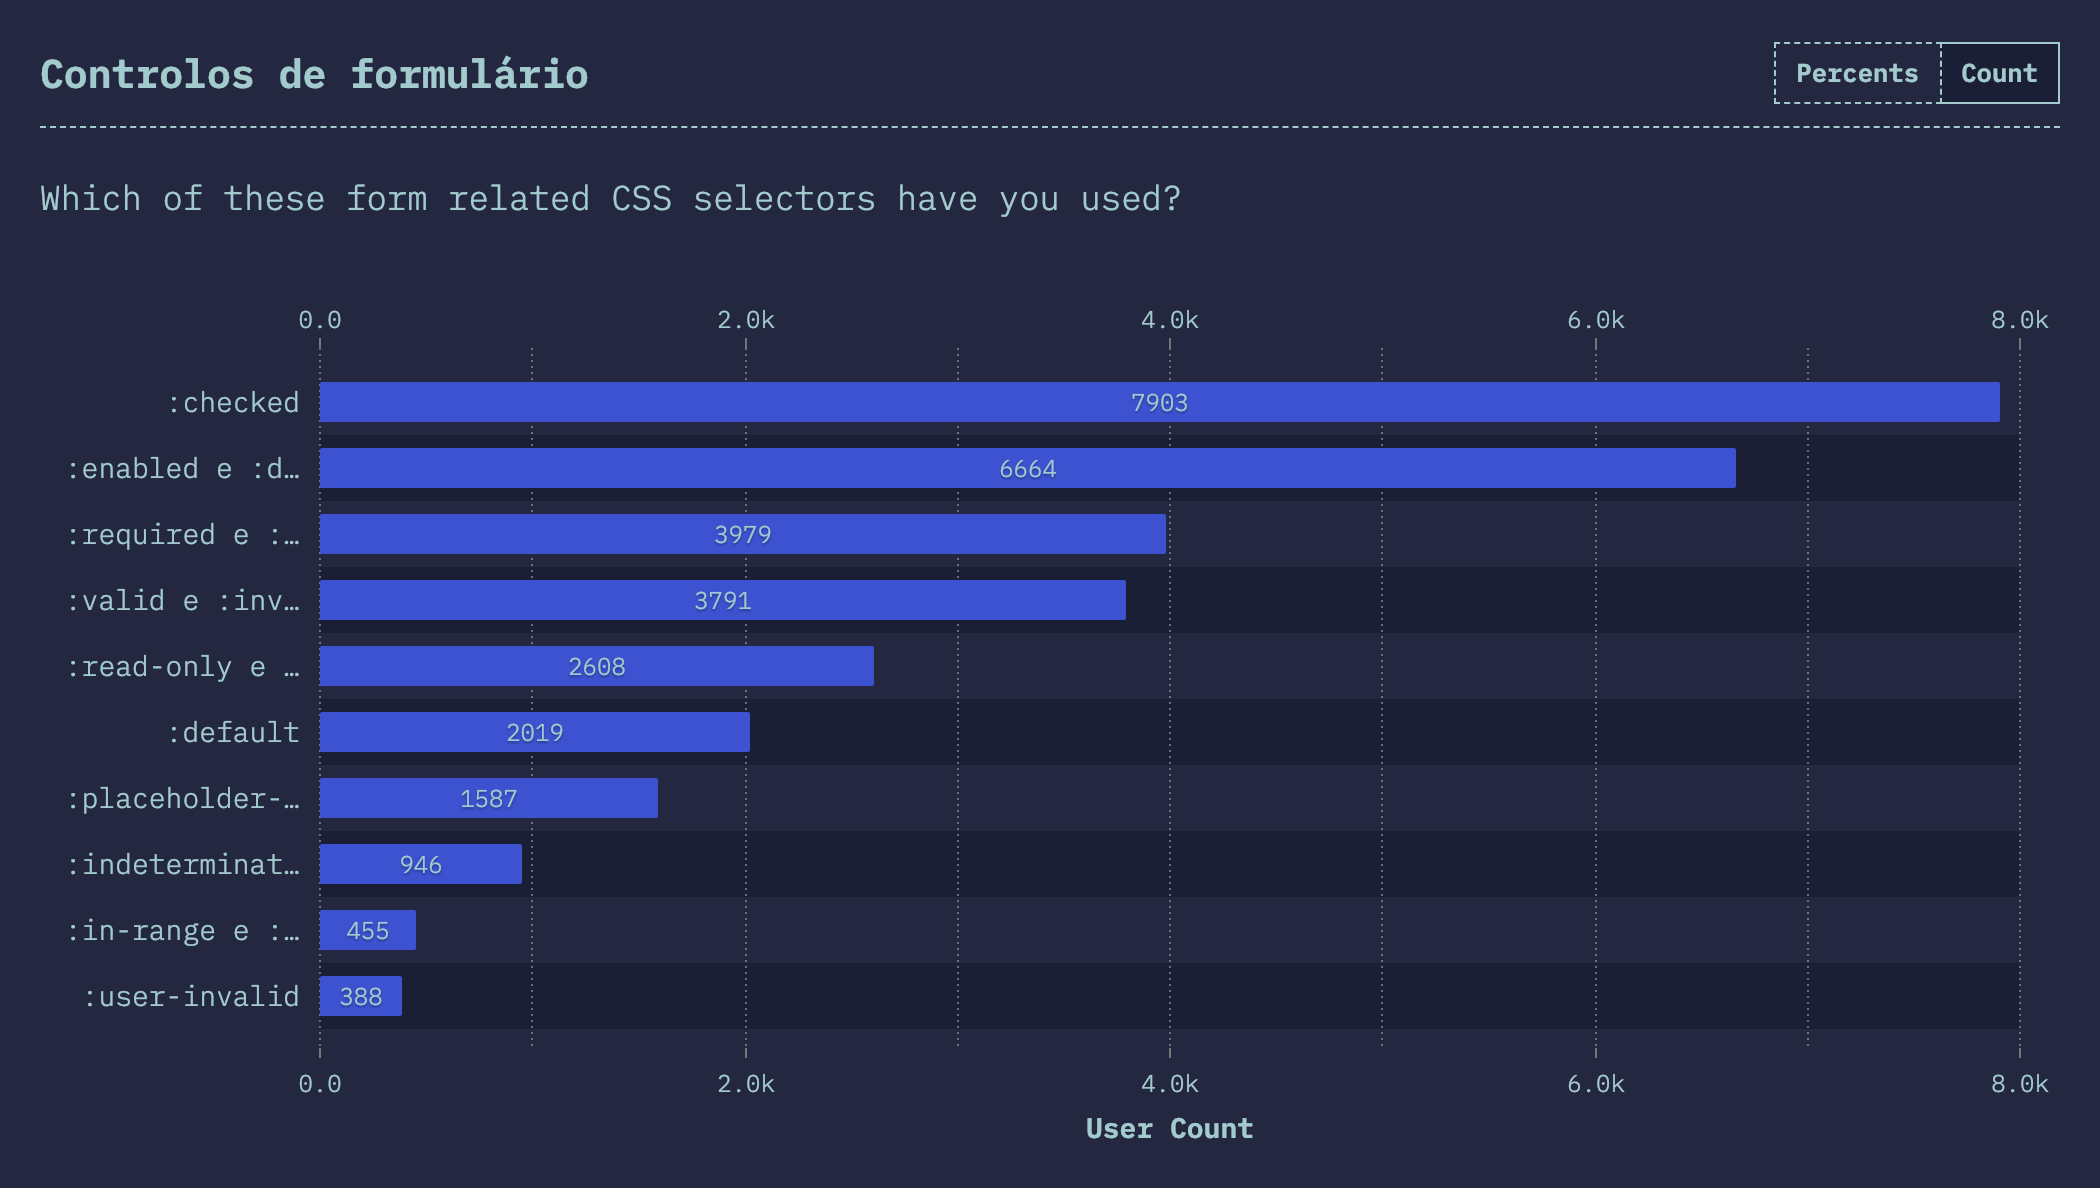 Controlos de formulário
Percents Count
Which of these form related CSS selectors have you used?
0.0 2.0k 4.0k 6.0k 8.0k
:checked 7903
:enabled e :d… 6664
:required e :… 3979
:valid e :inv… 3791
:read-only e … 2608
:default 2019
:placeholder-… 1587
:indeterminat… 946
:in-range e :… 455
:user-invalid 388
0.0 2.0k 4.0k 6.0k 8.0k
User Count